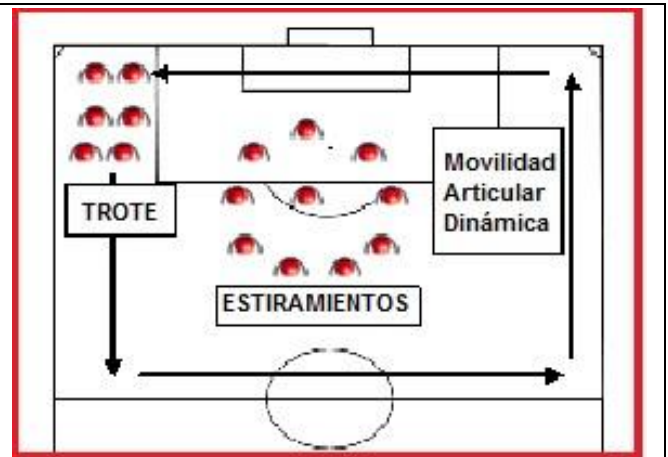 TROTE
Movilidad
Articular
Dinámica
ESTIRAMIENTOS